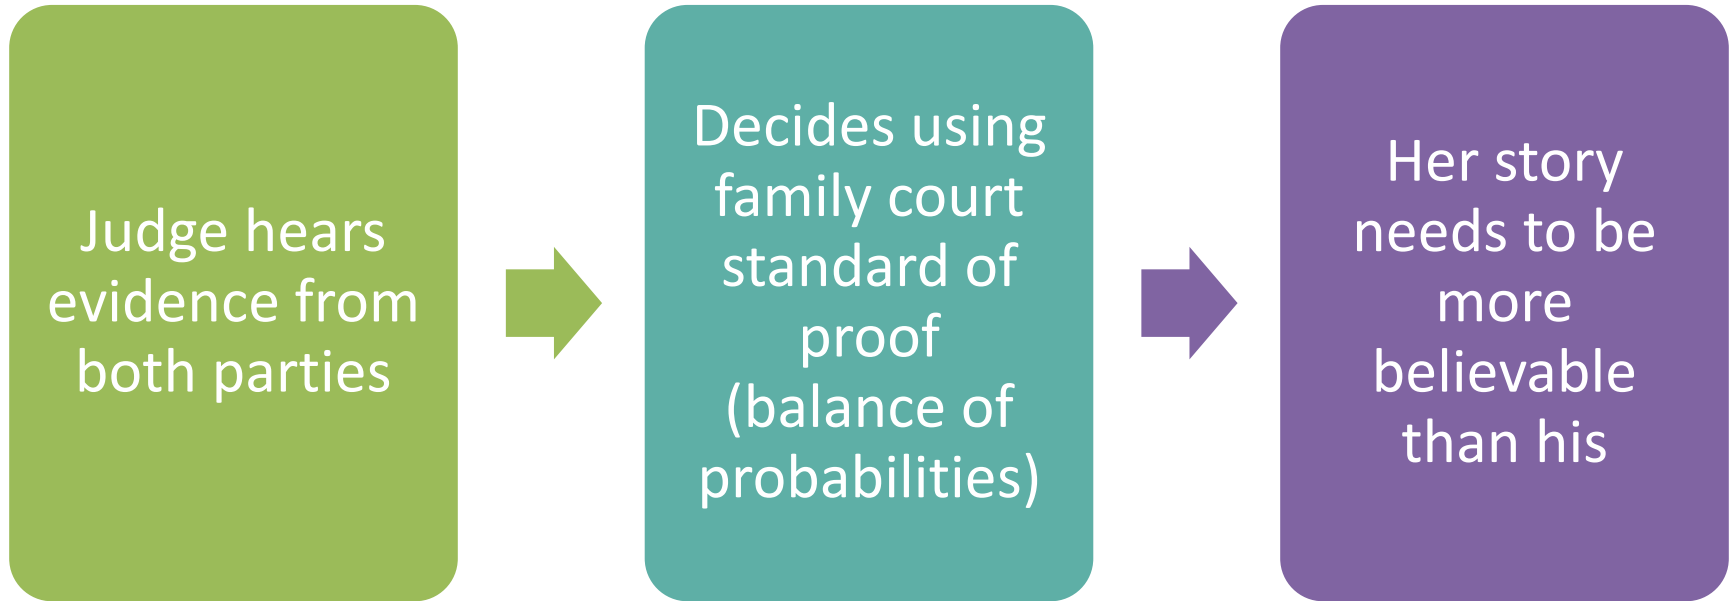 Judge hears
evidence from
both parties
Decides using
family court
standard of
proof
(balance of
probabilities)
Her story
needs to be
more
believable
than his